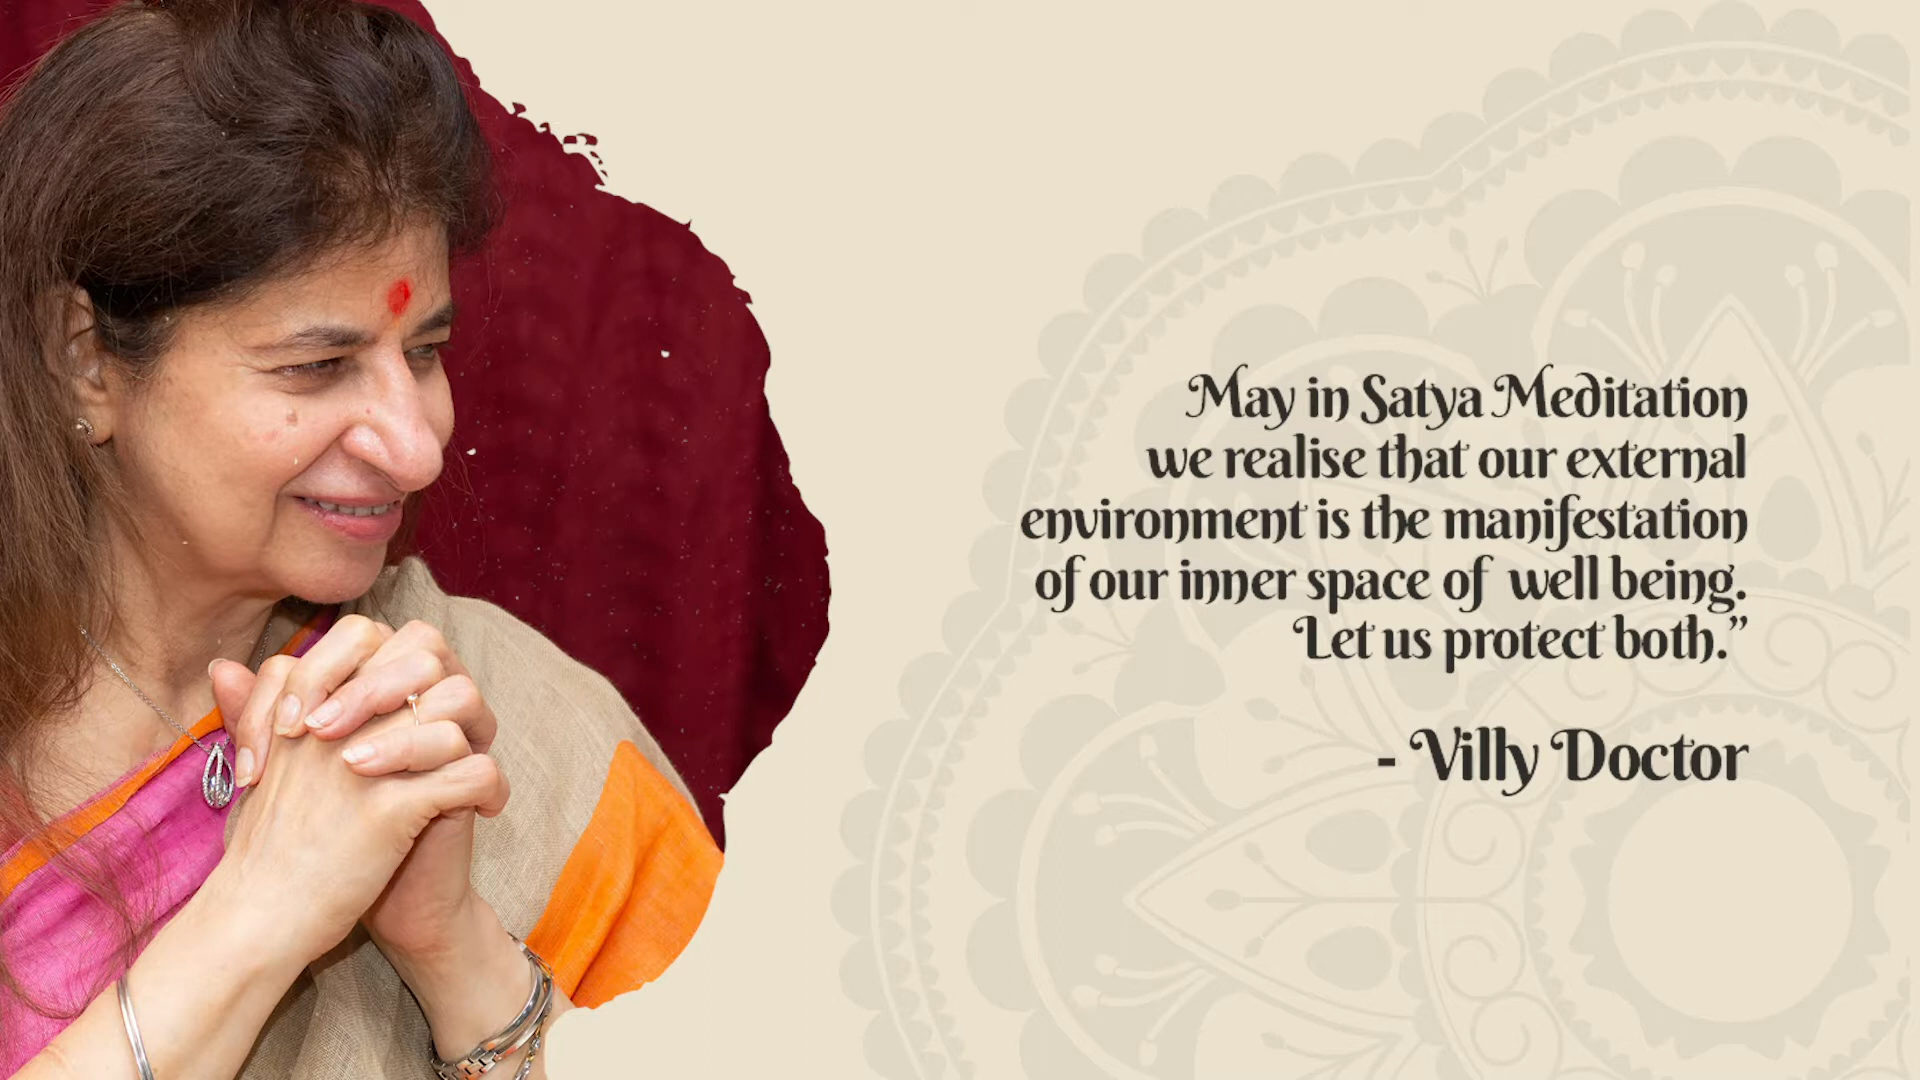 May in Satya Meditation
we realise that our external
environment is the manifestation
of our inner space of well being.
Let us protect both.”
- Villy Doctor